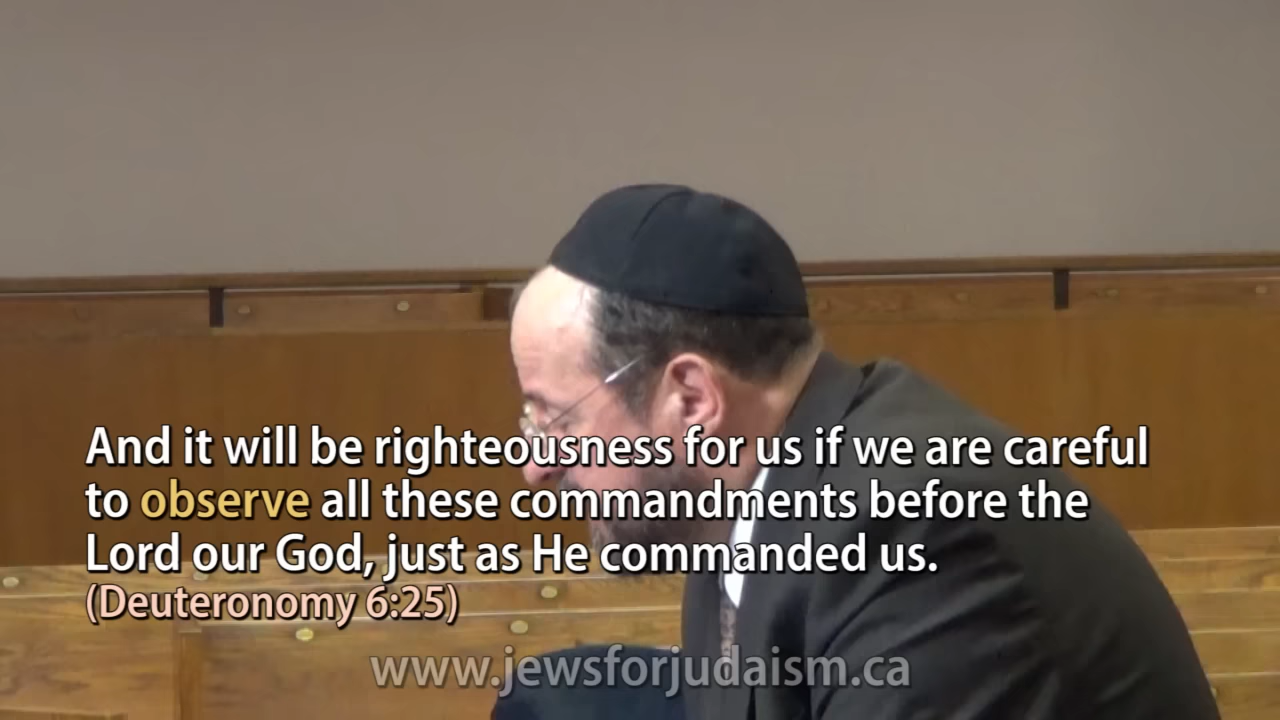 And it will be righteousness for us if we are careful
to observe all these commandments before the
Lord our God, just as He commanded us.
(Deuteronomy 6:25)
www.jewsforjudaism.ca